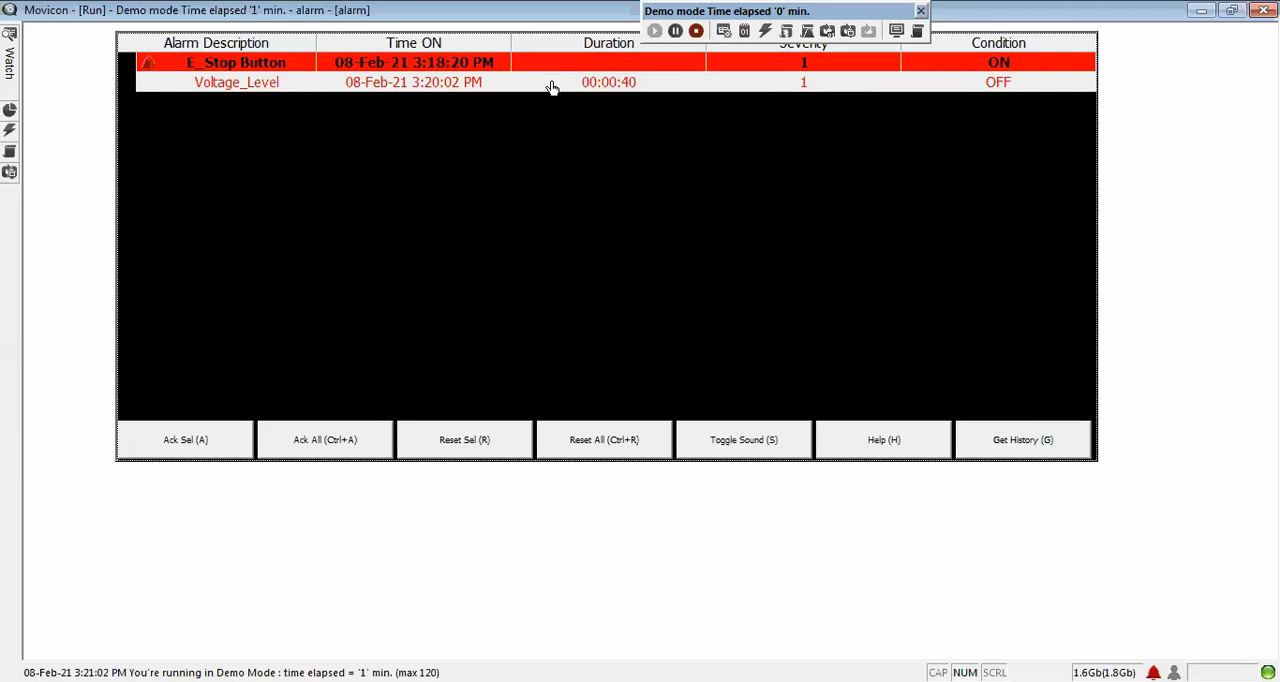 Movicon - [Run] - Demo mode Time elapsed '1' min. - alarm - [alarm]
Demo mode Time elapsed '0' min.
Watch
Alarm Description Time ON Duration Severity Condition
E_Stop Button 08-Feb-21 3:18:20 PM 1 ON
Voltage_Level 08-Feb-21 3:20:02 PM 00:00:40 1 OFF
Ack Sel (A) Ack All (Ctrl+A) Reset Sel (R) Reset All (Ctrl+R) Toggle Sound (S) Help (H) Get History (G)
08-Feb-21 3:21:02 PM You're running in Demo Mode : time elapsed = '1' min. (max 120) CAP NUM SCRL 1.6Gb(1.8Gb)